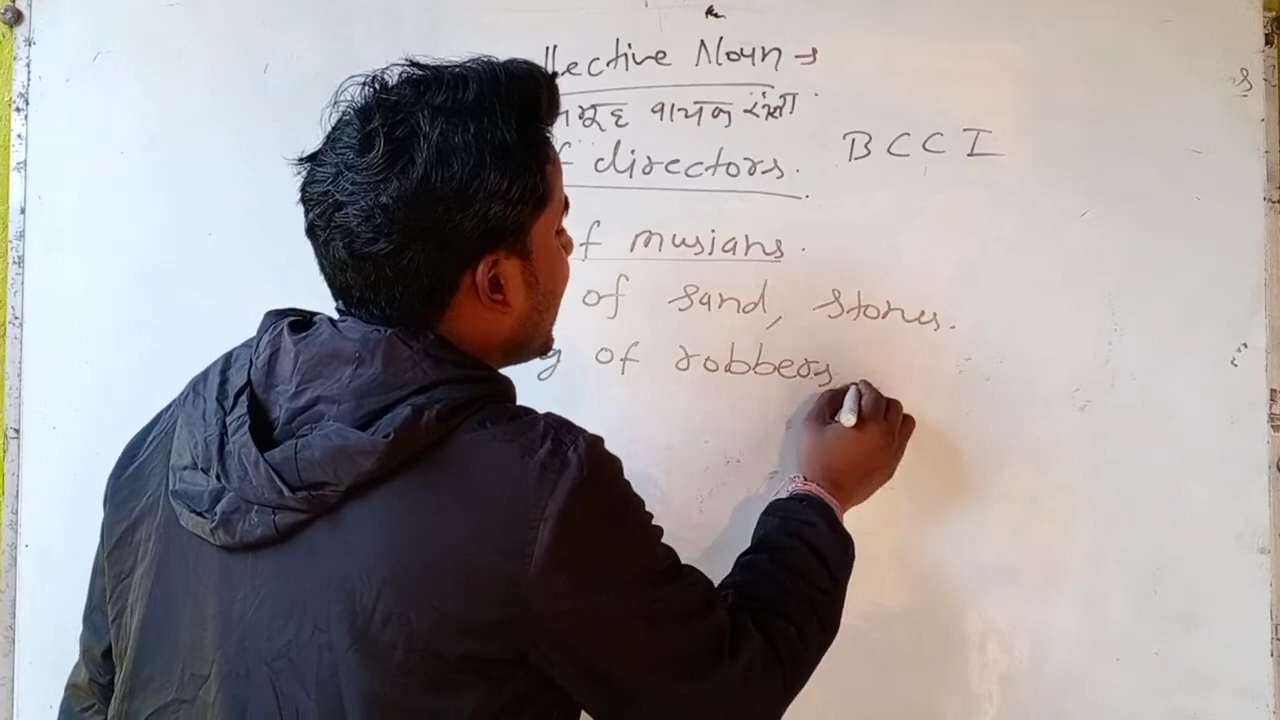 llective Noun →
मूह वाचक संज्ञा
f directors. BCCI
f musians.
of sand, stones.
g of robbers